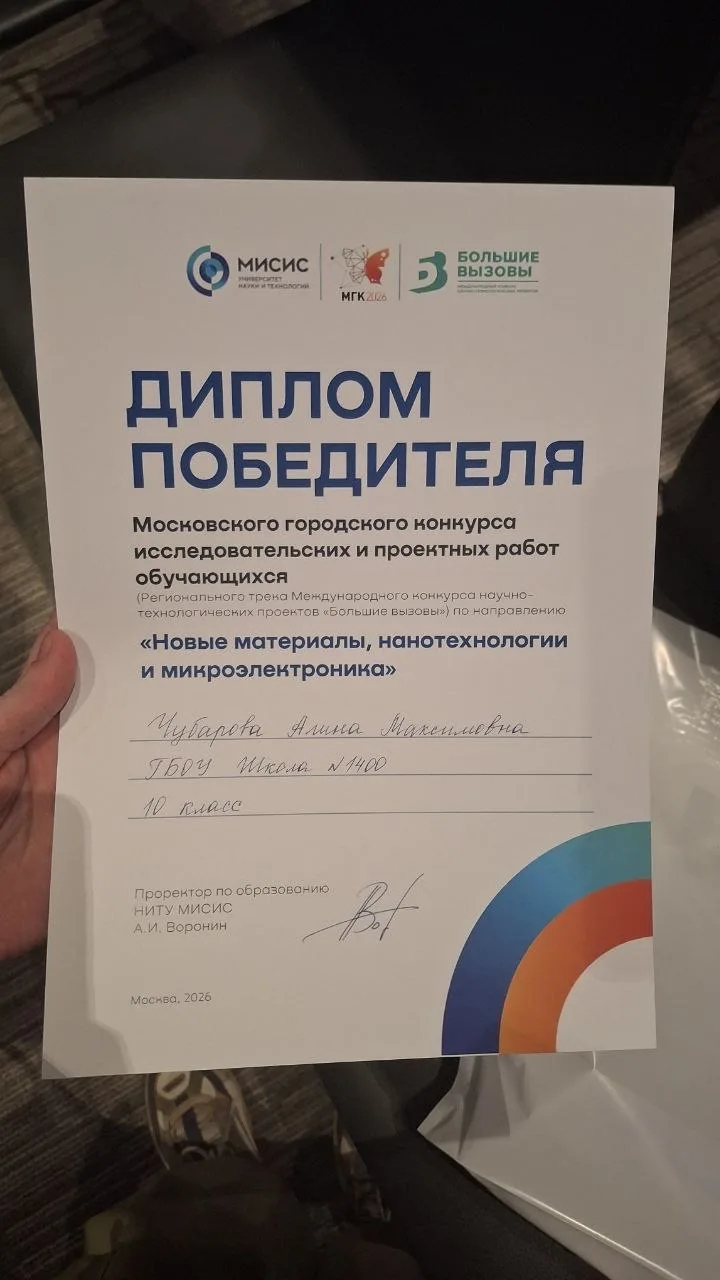 МИСИС
УНИВЕРСИТЕТ
НАУКИ И ТЕХНОЛОГИЙ
МГК 2026
БОЛЬШИЕ
ВЫЗОВЫ
ДИПЛОМ
ПОБЕДИТЕЛЯ
Московского городского конкурса
исследовательских и проектных работ
обучающихся
(Регионального трека Международного конкурса научно-
технологических проектов «Большие вызовы») по направлению
«Новые материалы, нанотехнологии
и микроэлектроника»
Чубарова Алина Максимовна
ГБОУ Школа №1400
10 класс
Проректор по образованию
НИТУ МИСИС
А.И. Воронин
Москва, 2026